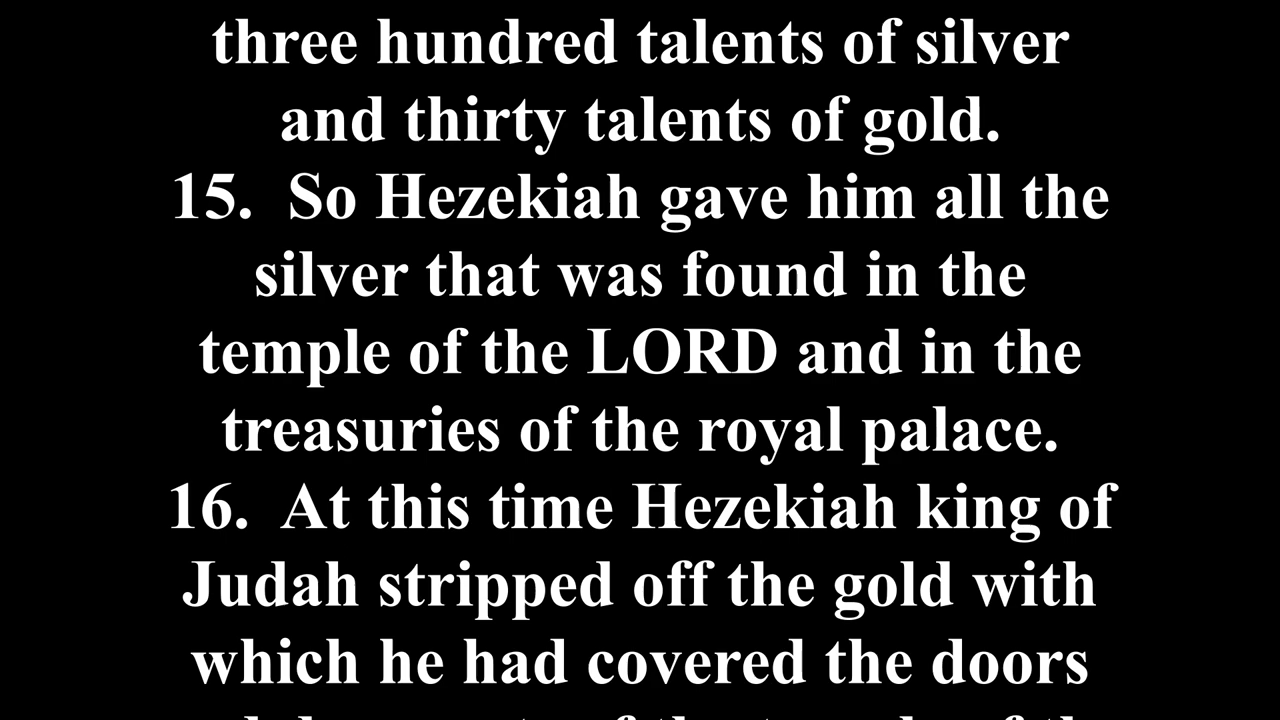 three hundred talents of silver
and thirty talents of gold.
15.  So Hezekiah gave him all the
silver that was found in the
temple of the LORD and in the
treasuries of the royal palace.
16.  At this time Hezekiah king of
Judah stripped off the gold with
which he had covered the doors